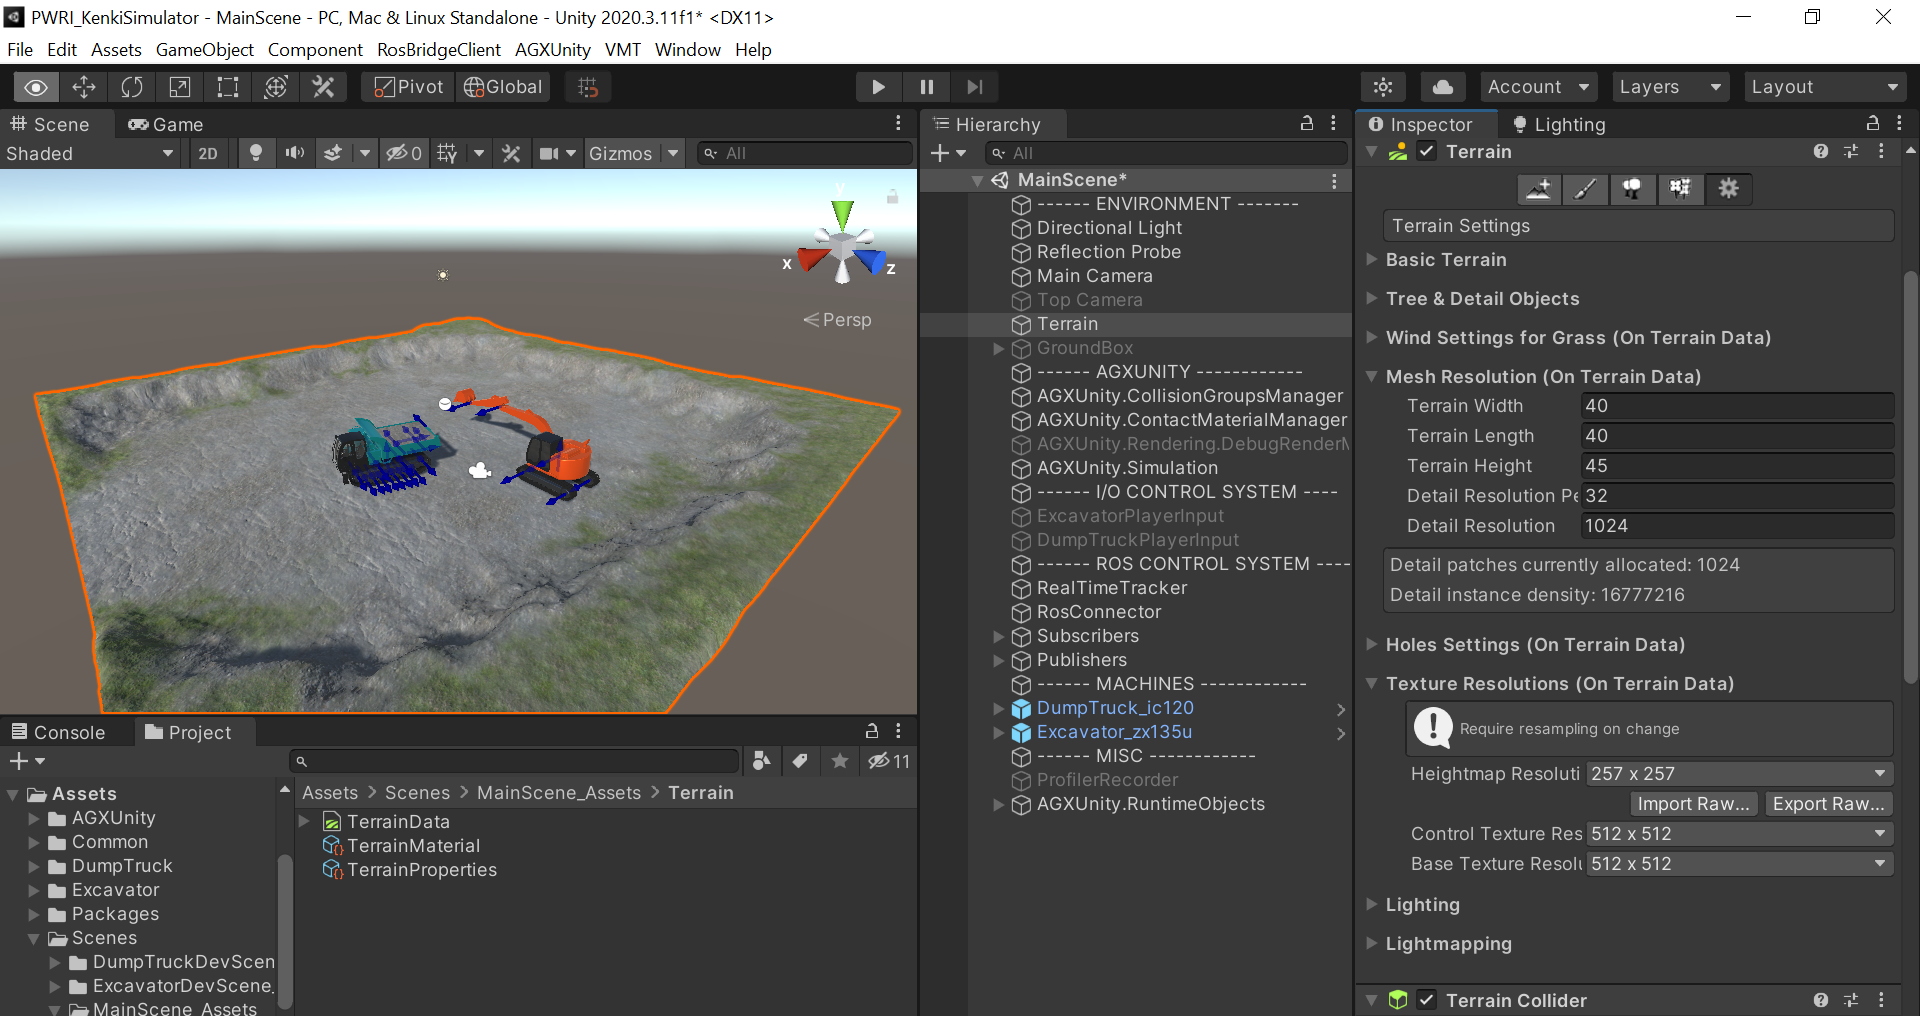 PWRI_KenkiSimulator - MainScene - PC, Mac & Linux Standalone - Unity 2020.3.11f1* <DX11>
File Edit Assets GameObject Component RosBridgeClient AGXUnity VMT Window Help
Pivot Global Account Layers Layout
Scene Game
Shaded 2D 0 Gizmos All
y
x
z
Persp
Hierarchy
All
MainScene*
------ ENVIRONMENT -------
Directional Light
Reflection Probe
Main Camera
Top Camera
Terrain
GroundBox
------ AGXUNITY ------------
AGXUnity.CollisionGroupsManager
AGXUnity.ContactMaterialManager
AGXUnity.Rendering.DebugRenderM
AGXUnity.Simulation
------ I/O CONTROL SYSTEM ----
ExcavatorPlayerInput
DumpTruckPlayerInput
------ ROS CONTROL SYSTEM ----
RealTimeTracker
RosConnector
Subscribers
Publishers
------ MACHINES ------------
DumpTruck_ic120
Excavator_zx135u
------ MISC ------------
ProfilerRecorder
AGXUnity.RuntimeObjects
Inspector Lighting
Terrain
Terrain Settings
Basic Terrain
Tree & Detail Objects
Wind Settings for Grass (On Terrain Data)
Mesh Resolution (On Terrain Data)
Terrain Width 40
Terrain Length 40
Terrain Height 45
Detail Resolution Pe 32
Detail Resolution 1024
Detail patches currently allocated: 1024
Detail instance density: 16777216
Holes Settings (On Terrain Data)
Texture Resolutions (On Terrain Data)
Require resampling on change
Heightmap Resoluti 257 x 257
Import Raw... Export Raw...
Control Texture Res 512 x 512
Base Texture Resolu 512 x 512
Lighting
Lightmapping
Terrain Collider
Console Project
11
Assets
AGXUnity
Common
DumpTruck
Excavator
Packages
Scenes
DumpTruckDevScen
ExcavatorDevScene_
MainScene_Assets
Assets > Scenes > MainScene_Assets > Terrain
TerrainData
TerrainMaterial
TerrainProperties